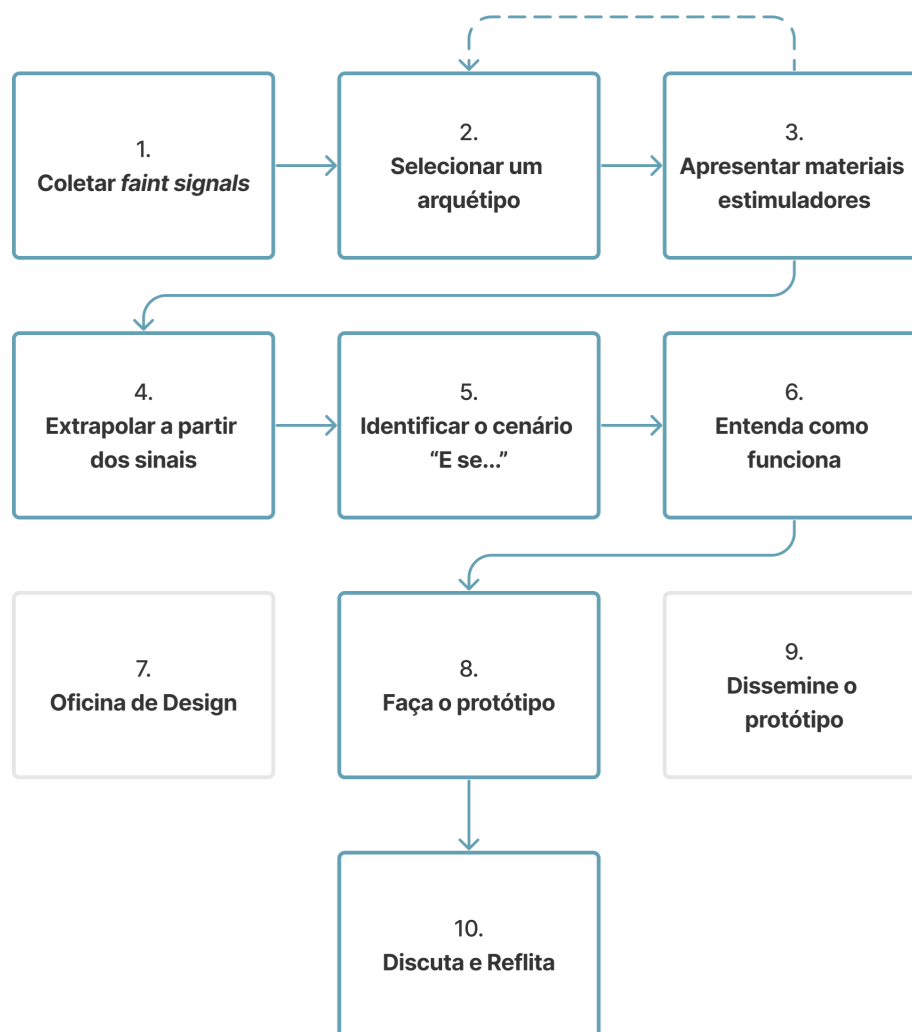 1.
Coletar faint signals
2.
Selecionar um
arquétipo
3.
Apresentar materiais
estimuladores
4.
Extrapolar a partir
dos sinais
5.
Identificar o cenário
“E se...”
6.
Entenda como
funciona
7.
Oficina de Design
8.
Faça o protótipo
9.
Dissemine o
protótipo
10.
Discuta e Reflita